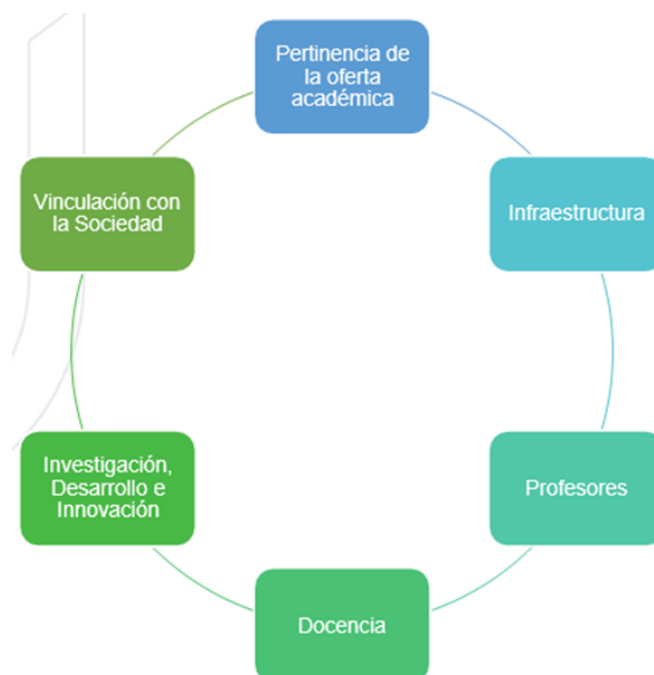 Pertinencia de
la oferta
académica
Infraestructura
Profesores
Docencia
Investigación,
Desarrollo e
Innovación
Vinculación con
la Sociedad